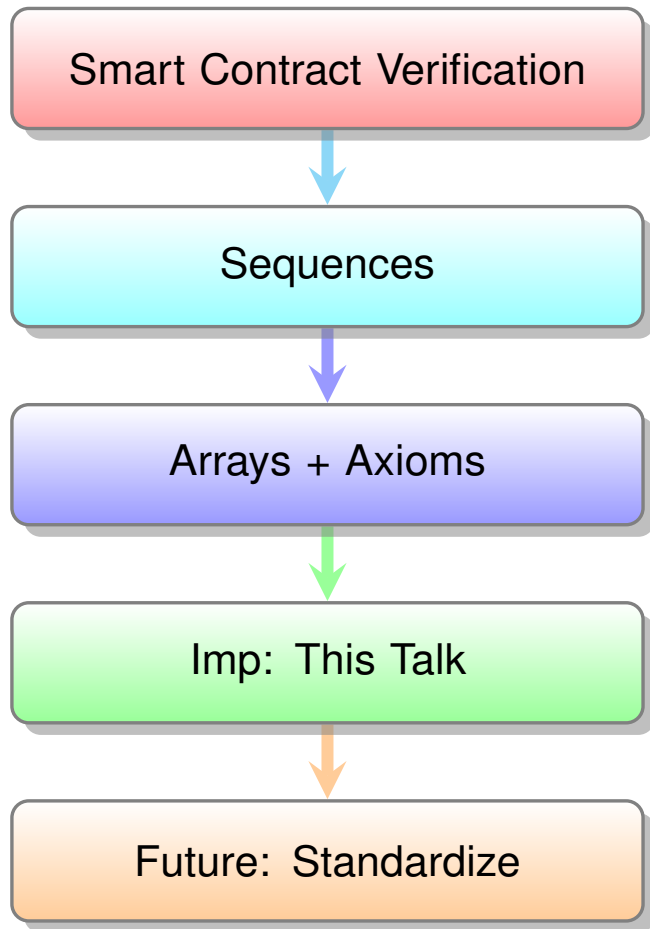 Smart Contract Verification
Sequences
Arrays + Axioms
Imp: This Talk
Future: Standardize